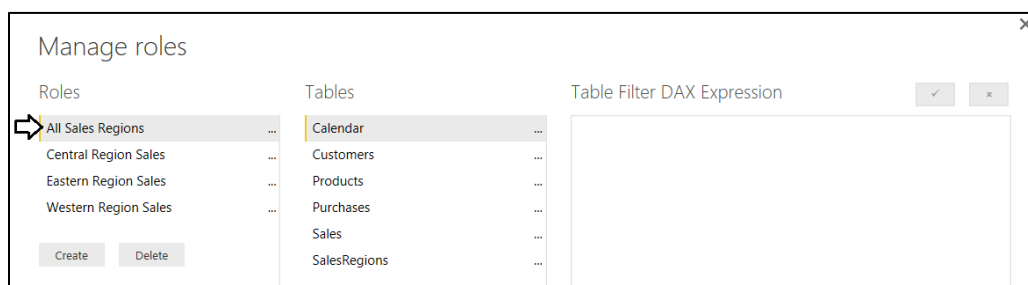 Manage roles
Roles
Tables
Table Filter DAX Expression
All Sales Regions ...
Central Region Sales ...
Eastern Region Sales ...
Western Region Sales ...
Create
Delete
Calendar ...
Customers ...
Products ...
Purchases ...
Sales ...
SalesRegions ...